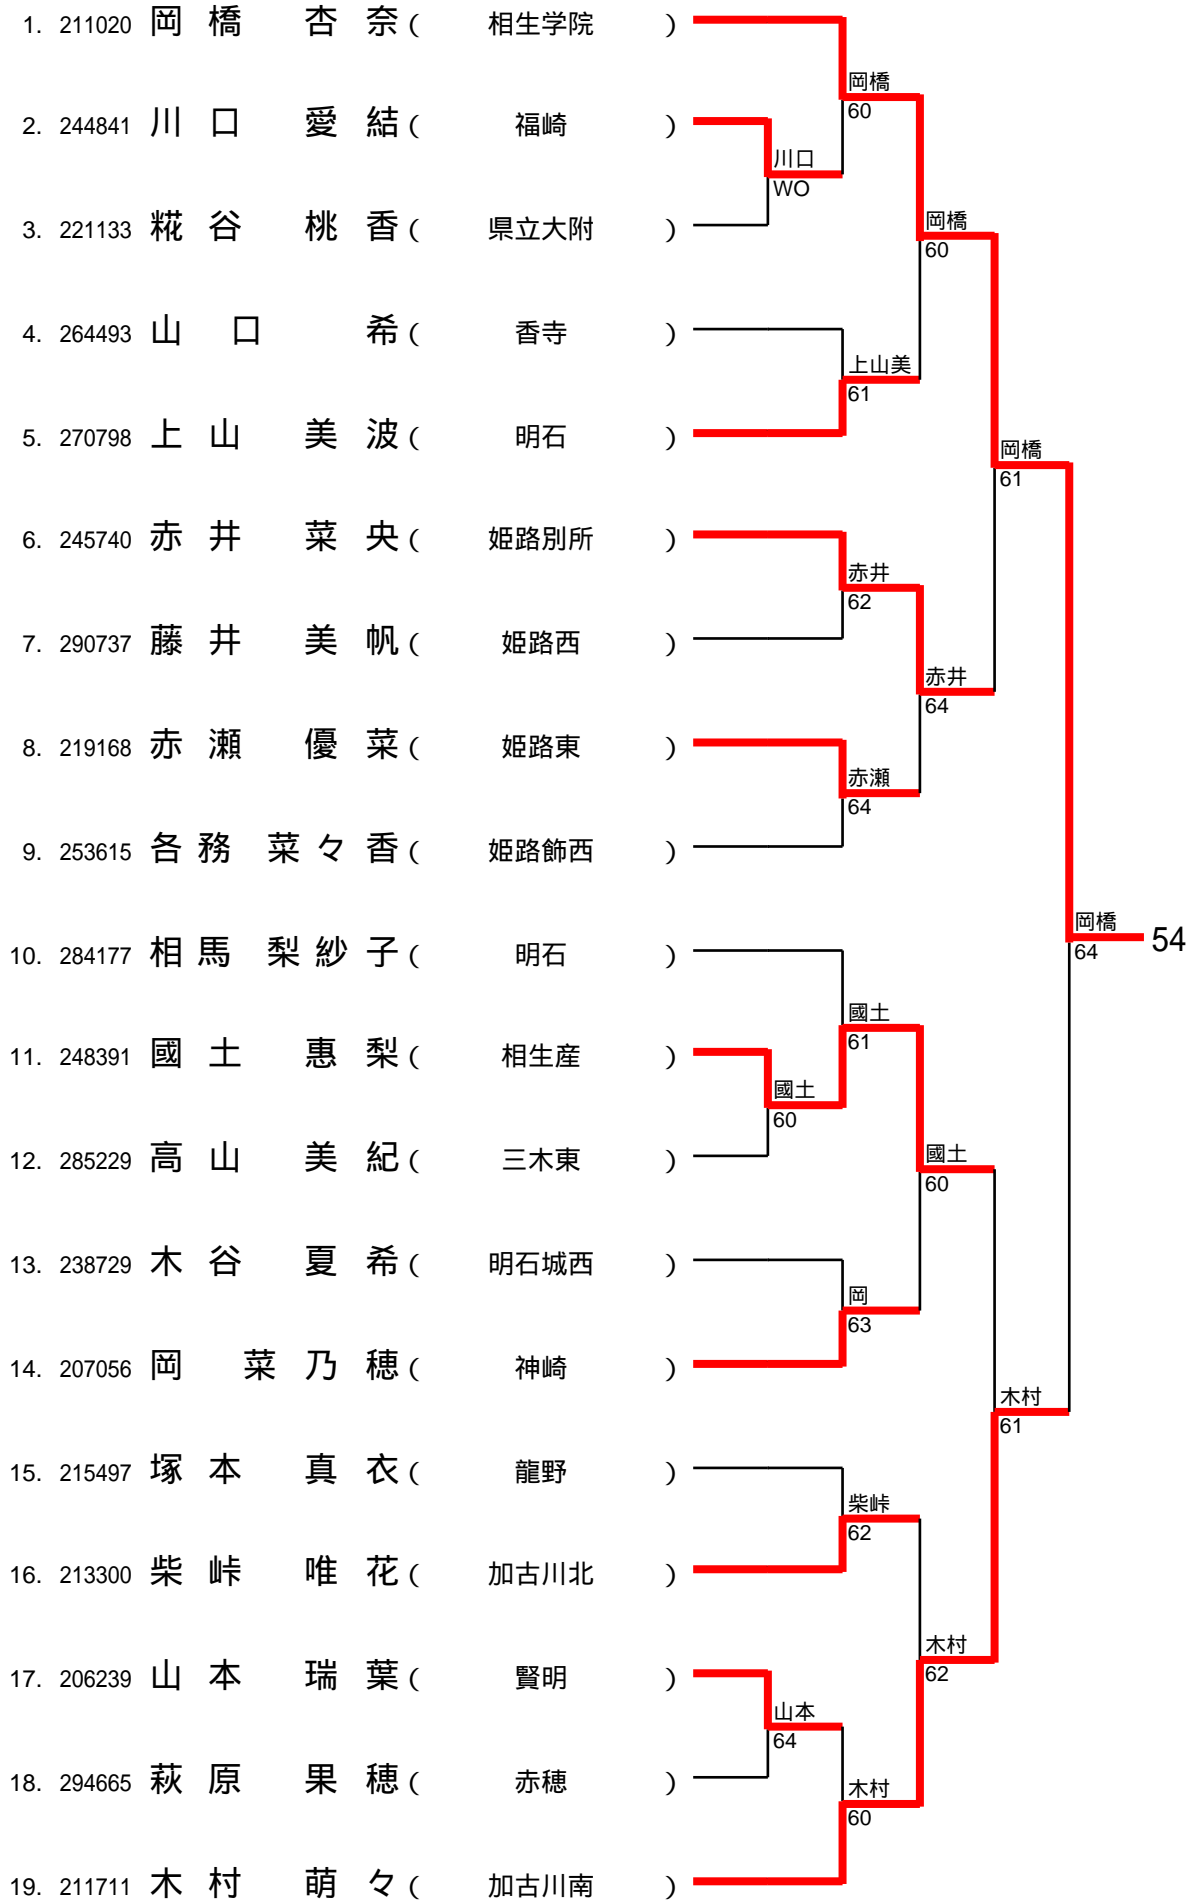 1. 211020 岡橋 杏奈 ( 相生学院 )
岡橋
60
2. 244841 川口 愛結 ( 福崎 )
川口
WO
3. 221133 糀谷 桃香 ( 県立大附 )
岡橋
60
4. 264493 山口 希 ( 香寺 )
上山美
61
5. 270798 上山 美波 ( 明石 )
岡橋
61
6. 245740 赤井 菜央 ( 姫路別所 )
赤井
62
7. 290737 藤井 美帆 ( 姫路西 )
赤井
64
8. 219168 赤瀬 優菜 ( 姫路東 )
赤瀬
64
9. 253615 各務 菜々香 ( 姫路飾西 )
岡橋
64
54
10. 284177 相馬 梨紗子 ( 明石 )
國土
61
11. 248391 國土 惠梨 ( 相生産 )
國土
60
12. 285229 高山 美紀 ( 三木東 )
國土
60
13. 238729 木谷 夏希 ( 明石城西 )
岡
63
14. 207056 岡 菜乃穂 ( 神崎 )
木村
61
15. 215497 塚本 真衣 ( 龍野 )
柴峠
62
16. 213300 柴峠 唯花 ( 加古川北 )
木村
62
17. 206239 山本 瑞葉 ( 賢明 )
山本
64
18. 294665 萩原 果穂 ( 赤穂 )
木村
60
19. 211711 木村 萌々 ( 加古川南 )